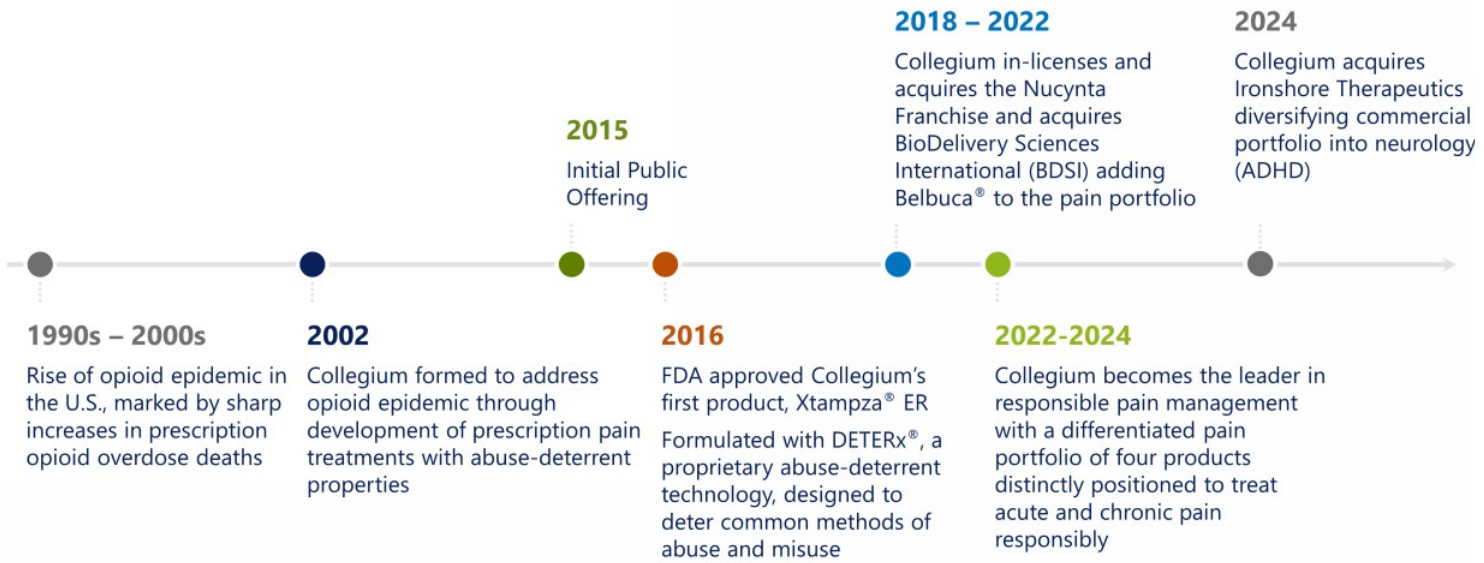 1990s – 2000s
Rise of opioid epidemic in
the U.S., marked by sharp
increases in prescription
opioid overdose deaths
2002
Collegium formed to address
opioid epidemic through
development of prescription pain
treatments with abuse-deterrent
properties
2015
Initial Public
Offering
2016
FDA approved Collegium's
first product, Xtampza® ER
Formulated with DETERx®, a
proprietary abuse-deterrent
technology, designed to
deter common methods of
abuse and misuse
2018 – 2022
Collegium in-licenses and
acquires the Nucynta
Franchise and acquires
BioDelivery Sciences
International (BDSI) adding
Belbuca® to the pain portfolio
2022-2024
Collegium becomes the leader in
responsible pain management
with a differentiated pain
portfolio of four products
distinctly positioned to treat
acute and chronic pain
responsibly
2024
Collegium acquires
Ironshore Therapeutics
diversifying commercial
portfolio into neurology
(ADHD)